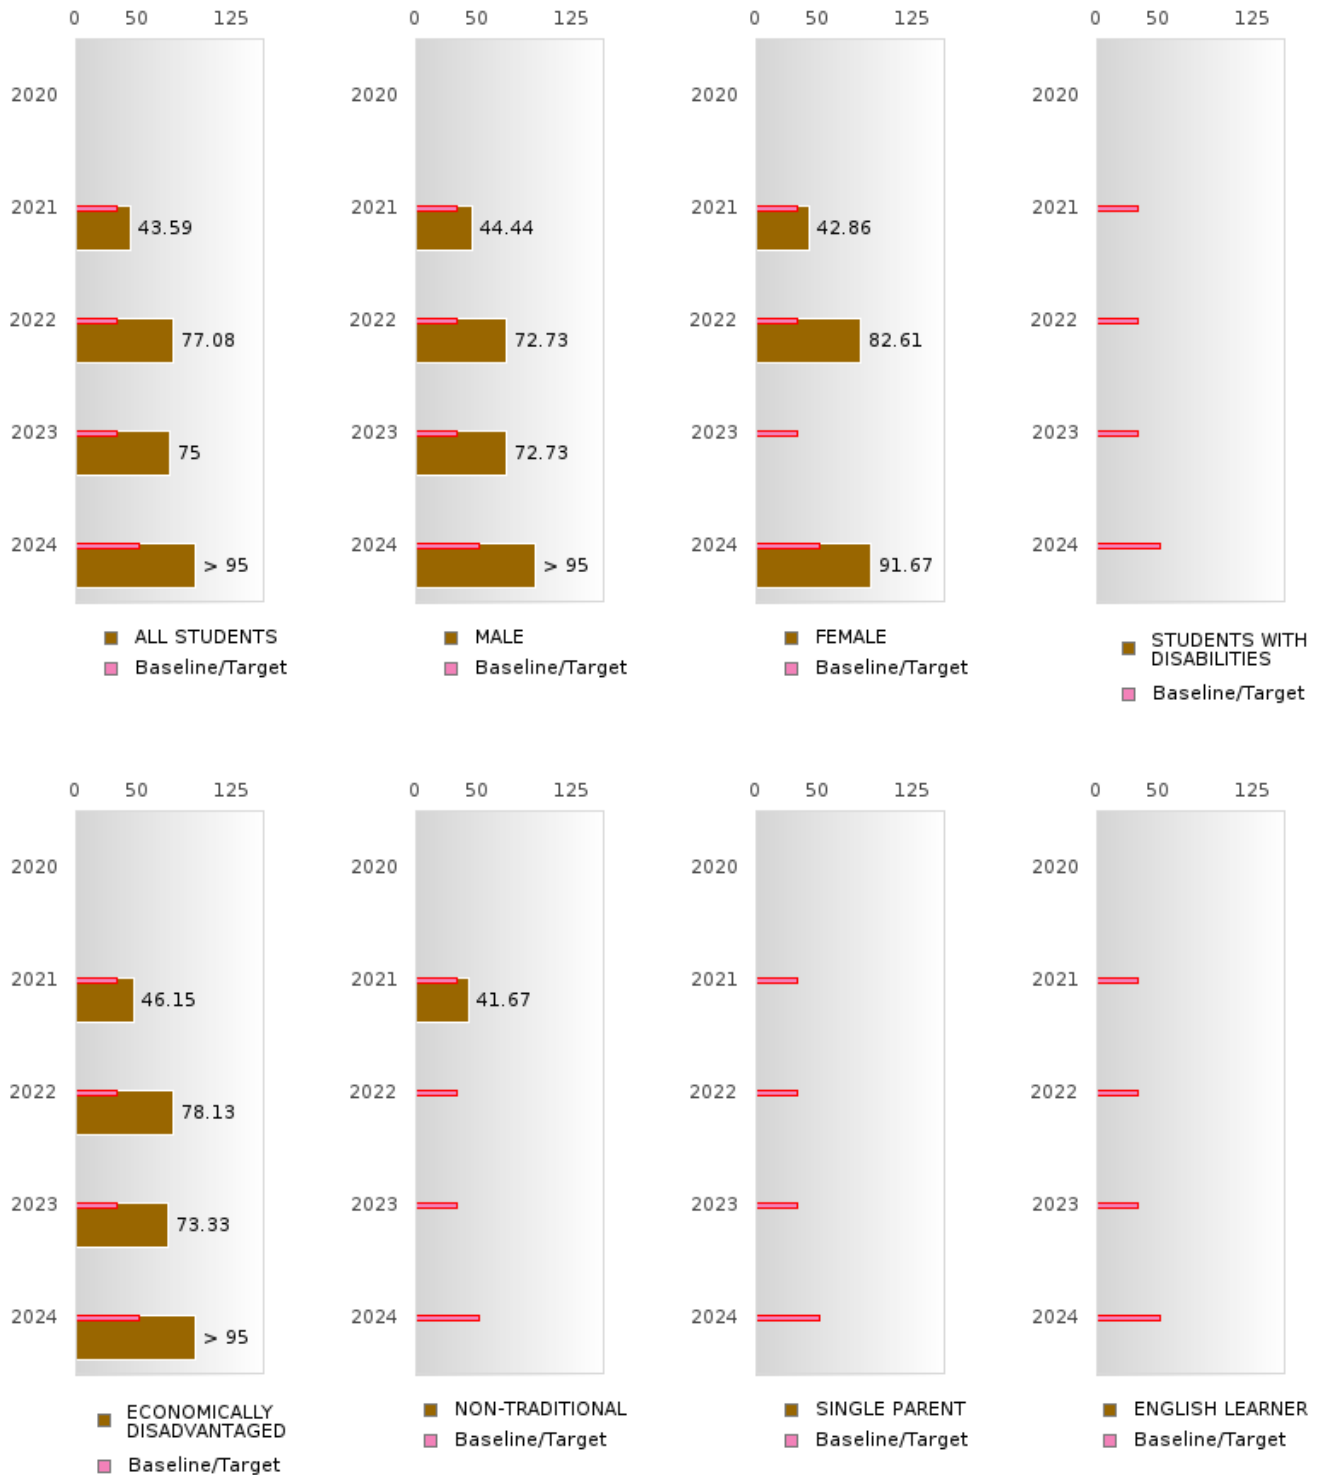 0 50 125 0 50 125 0 50 125 0 50 125
2020 2020 2020 2020
2021 2021 2021 2021
43.59 44.44 42.86
2022 2022 2022 2022
77.08 72.73 82.61
2023 2023 2023 2023
75 72.73
2024 2024 2024 2024
> 95 > 95 91.67
ALL STUDENTS MALE FEMALE STUDENTS WITH
DISABILITIES
Baseline/Target Baseline/Target Baseline/Target
Baseline/Target
0 50 125 0 50 125 0 50 125 0 50 125
2020 2020 2020 2020
2021 2021 2021 2021
46.15 41.67
2022 2022 2022 2022
78.13
2023 2023 2023 2023
73.33
2024 2024 2024 2024
> 95
ECONOMICALLY NON-TRADITIONAL SINGLE PARENT ENGLISH LEARNER
DISADVANTAGED
Baseline/Target Baseline/Target Baseline/Target
Baseline/Target